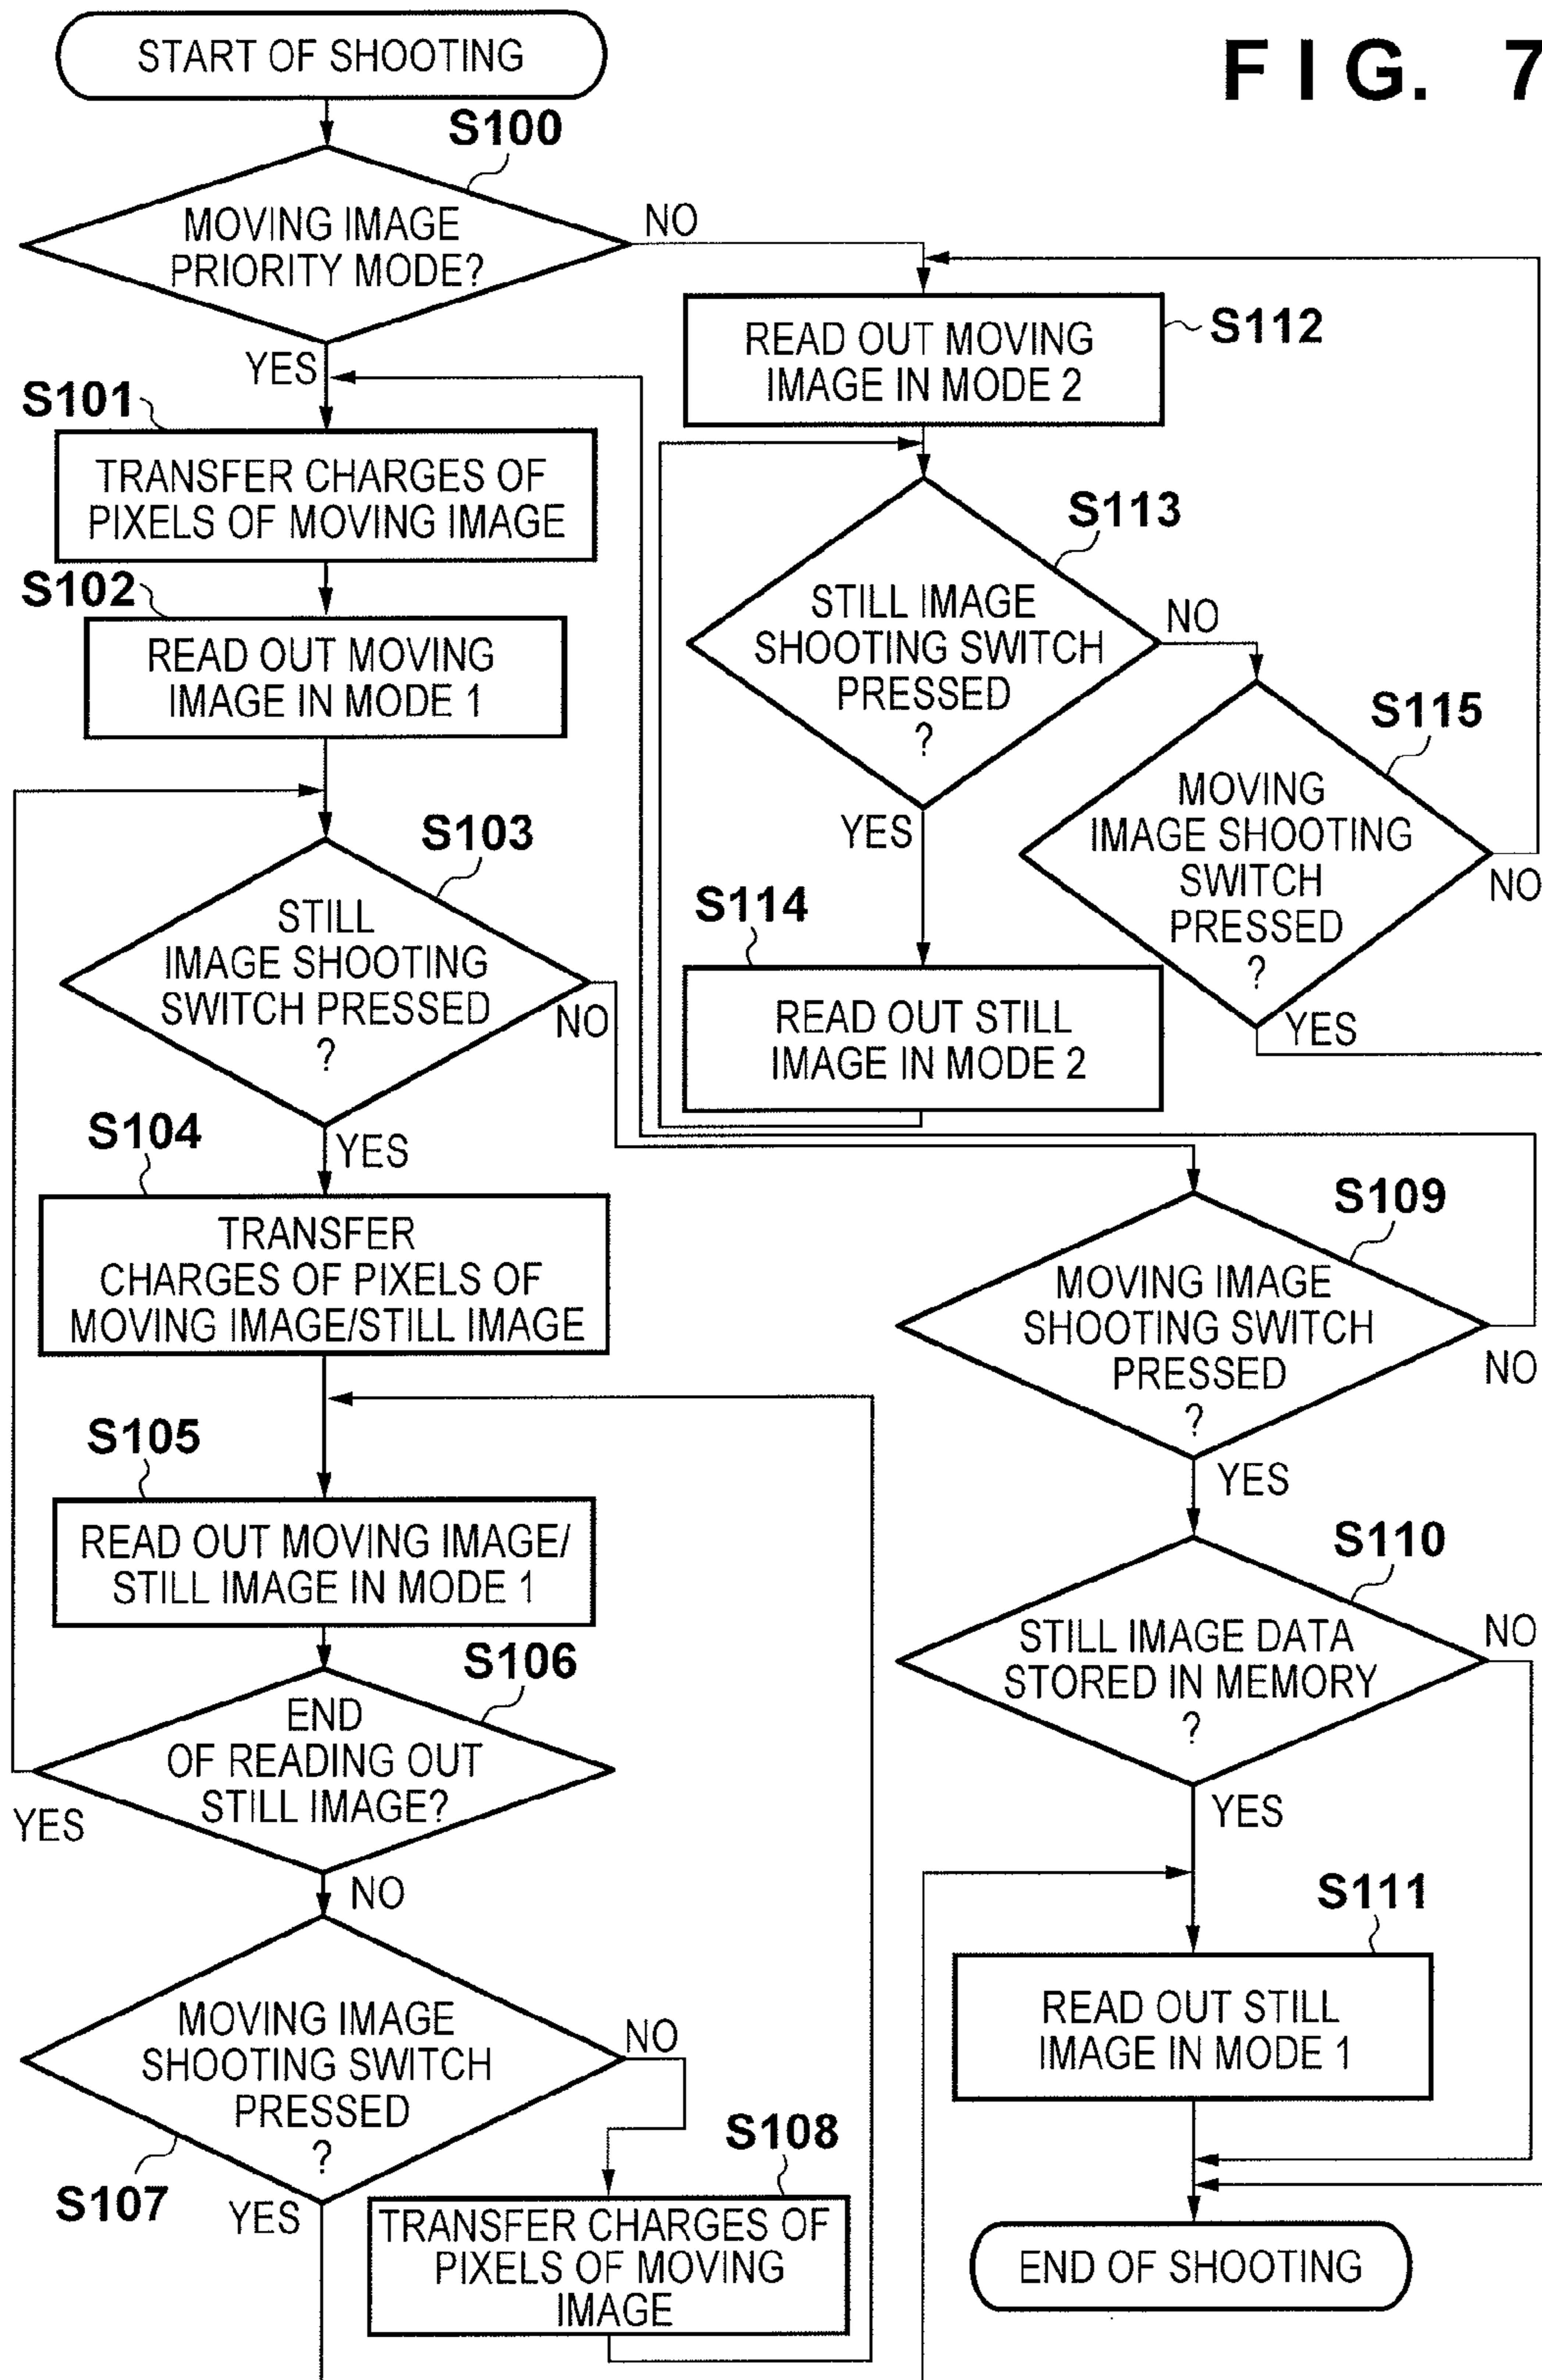 FIG. 7
START OF SHOOTING
S100
MOVING IMAGE
PRIORITY MODE?
NO
YES
S101
TRANSFER CHARGES OF
PIXELS OF MOVING IMAGE
S102
READ OUT MOVING
IMAGE IN MODE 1
S103
STILL
IMAGE SHOOTING
SWITCH PRESSED
?
NO
YES
S104
TRANSFER
CHARGES OF PIXELS OF
MOVING IMAGE/STILL IMAGE
S105
READ OUT MOVING IMAGE/
STILL IMAGE IN MODE 1
S106
END
OF READING OUT
STILL IMAGE?
YES
NO
MOVING IMAGE
SHOOTING SWITCH
PRESSED
?
S107
NO
YES
S108
TRANSFER CHARGES OF
PIXELS OF MOVING
IMAGE
S112
READ OUT MOVING
IMAGE IN MODE 2
S113
STILL IMAGE
SHOOTING SWITCH
PRESSED
?
NO
YES
S115
MOVING
IMAGE SHOOTING
SWITCH
PRESSED
?
NO
YES
S114
READ OUT STILL
IMAGE IN MODE 2
S109
MOVING IMAGE
SHOOTING SWITCH
PRESSED
?
NO
YES
S110
STILL IMAGE DATA
STORED IN MEMORY
?
NO
YES
S111
READ OUT STILL
IMAGE IN MODE 1
END OF SHOOTING